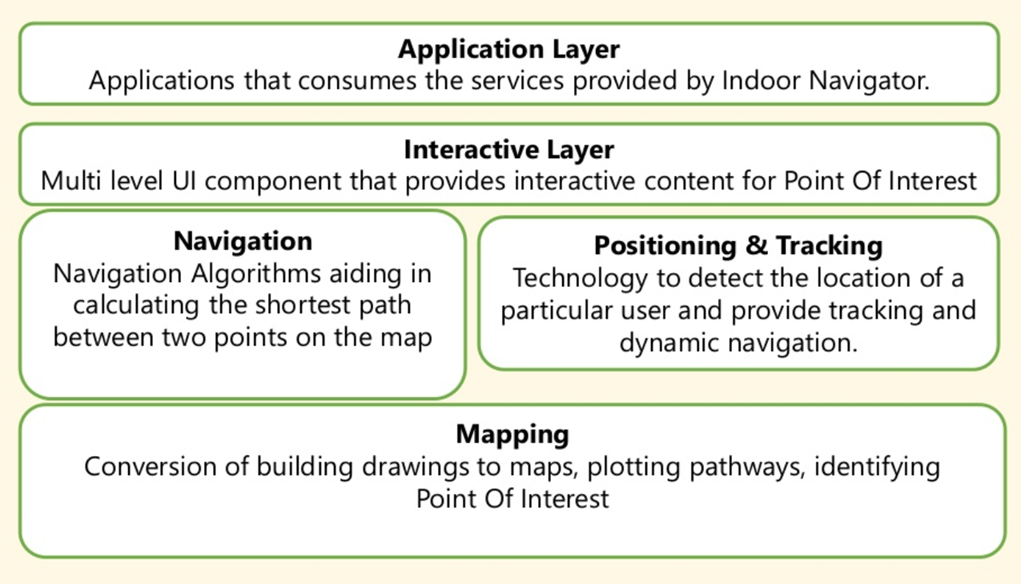 Application Layer
Applications that consumes the services provided by Indoor Navigator.
Interactive Layer
Multi level UI component that provides interactive content for Point Of Interest
Navigation
Navigation Algorithms aiding in
calculating the shortest path
between two points on the map
Positioning & Tracking
Technology to detect the location of a
particular user and provide tracking and
dynamic navigation.
Mapping
Conversion of building drawings to maps, plotting pathways, identifying
Point Of Interest